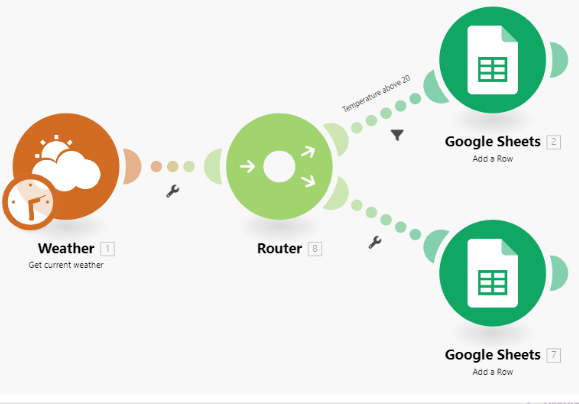 Temperature above 20
Google Sheets 2
Add a Row
Weather 1
Get current weather
Router 8
Google Sheets 7
Add a Row